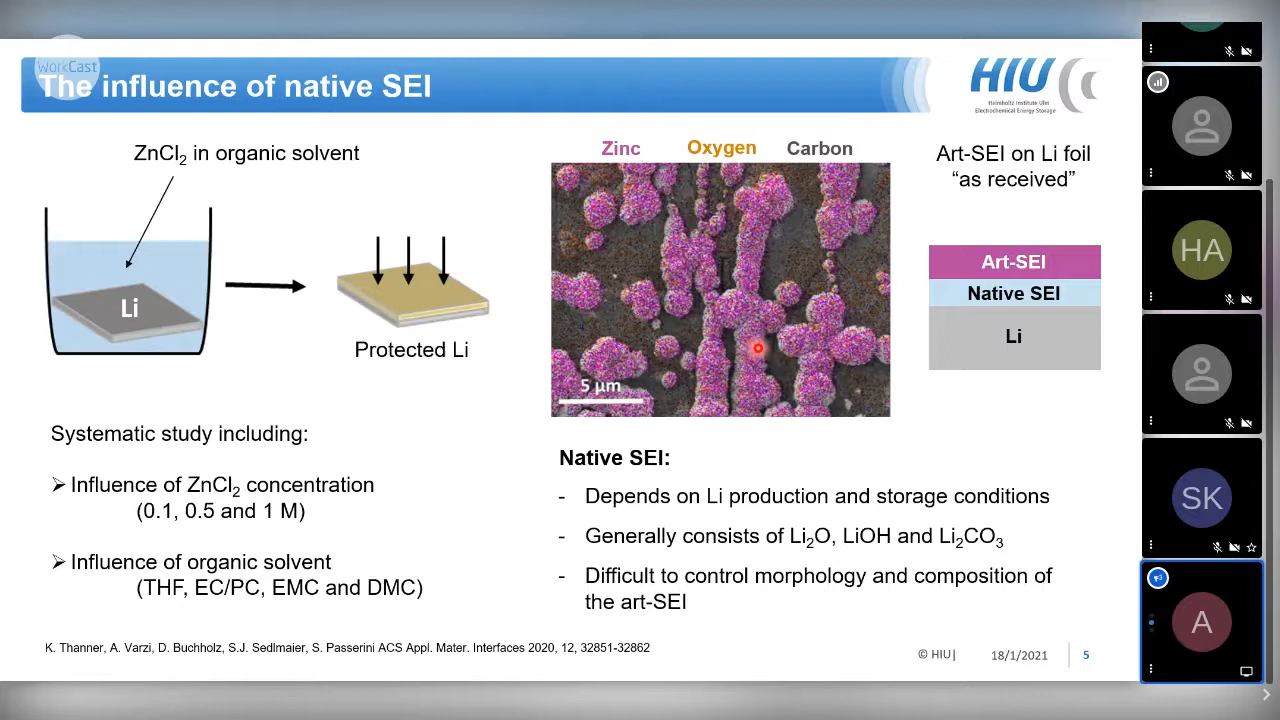 WorkCast
The influence of native SEI
HIU
Helmholtz Institute Ulm
Electrochemical Energy Storage
ZnCl₂ in organic solvent
Li
Protected Li
Systematic study including:
➢ Influence of ZnCl₂ concentration
(0.1, 0.5 and 1 M)
➢ Influence of organic solvent
(THF, EC/PC, EMC and DMC)
Zinc Oxygen Carbon
5 µm
Art-SEI on Li foil
“as received”
Art-SEI
Native SEI
Li
Native SEI:
- Depends on Li production and storage conditions
- Generally consists of Li₂O, LiOH and Li₂CO₃
- Difficult to control morphology and composition of
the art-SEI
K. Thanner, A. Varzi, D. Buchholz, S.J. Sedlmaier, S. Passerini ACS Appl. Mater. Interfaces 2020, 12, 32851-32862
© HIU| 18/1/2021 5
HA
SK
A